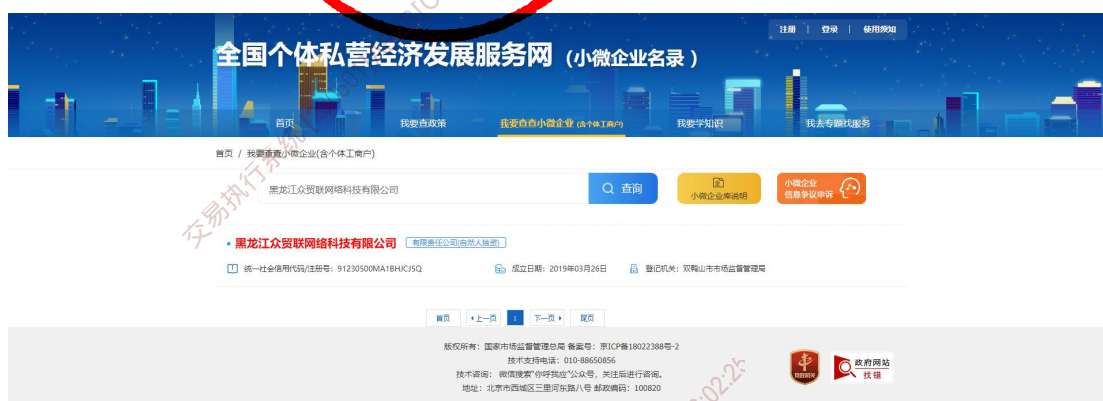 注册 | 登录 | 使用须知
全国个体私营经济发展服务网（小微企业名录）
首页 我要查政策 我要查查小微企业 (含个体工商户) 我要学知识 我去专题找服务
首页 / 我要查查小微企业(含个体工商户)
黑龙江众贸联网络科技有限公司 查询 小微企业库说明 小微企业
信息争议申诉
黑龙江众贸联网络科技有限公司 有限责任公司(自然人独资)
统一社会信用代码/注册号：91230500MA1BHJCJ5Q 成立日期：2019年03月26日 登记机关：双鸭山市市场监督管理局
首页 上一页 1 下一页 尾页
版权所有：国家市场监督管理总局 备案号：京ICP备18022388号-2
技术支持电话：010-88650856
技术咨询： 微信搜索“你呼我应”公众号，关注后进行咨询。
地址：北京市西城区三里河东路八号 邮政编码：100820
党政机关
政府网站
找错
交易执行系统
:02:25